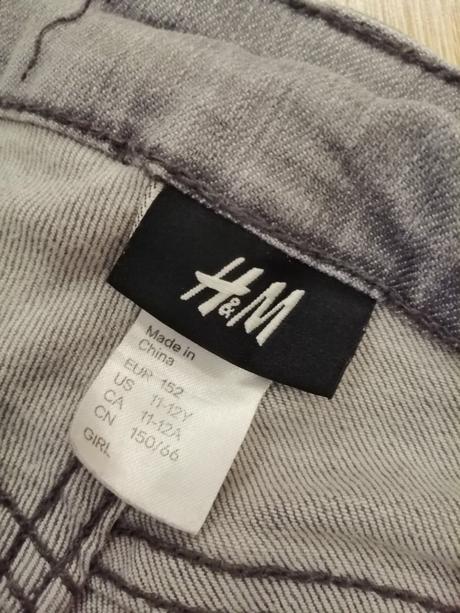 H&M
Made in
China
EUR 152
US 11-12Y
CA 11-12A
CN 150/66
GIRL